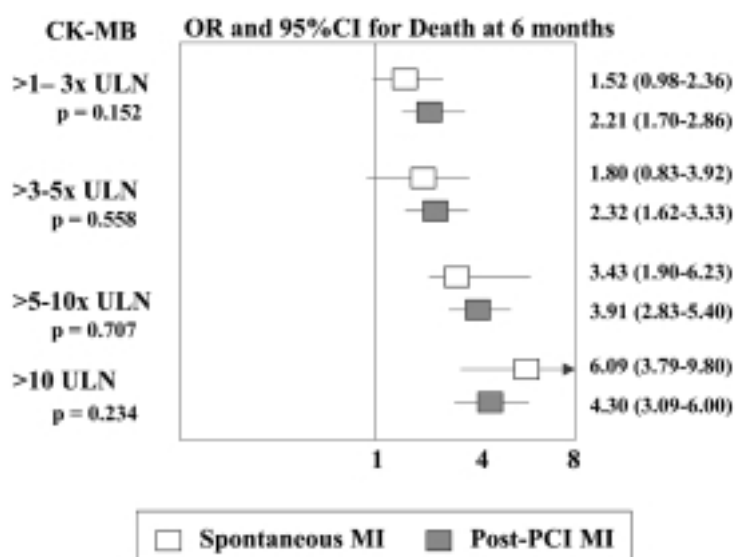 CK-MB OR and 95%CI for Death at 6 months
>1– 3x ULN 1.52 (0.98-2.36)
p = 0.152 2.21 (1.70-2.86)
>3-5x ULN 1.80 (0.83-3.92)
p = 0.558 2.32 (1.62-3.33)
3.43 (1.90-6.23)
>5-10x ULN 3.91 (2.83-5.40)
p = 0.707
>10 ULN 6.09 (3.79-9.80)
p = 0.234 4.30 (3.09-6.00)
1 4 8
Spontaneous MI Post-PCI MI